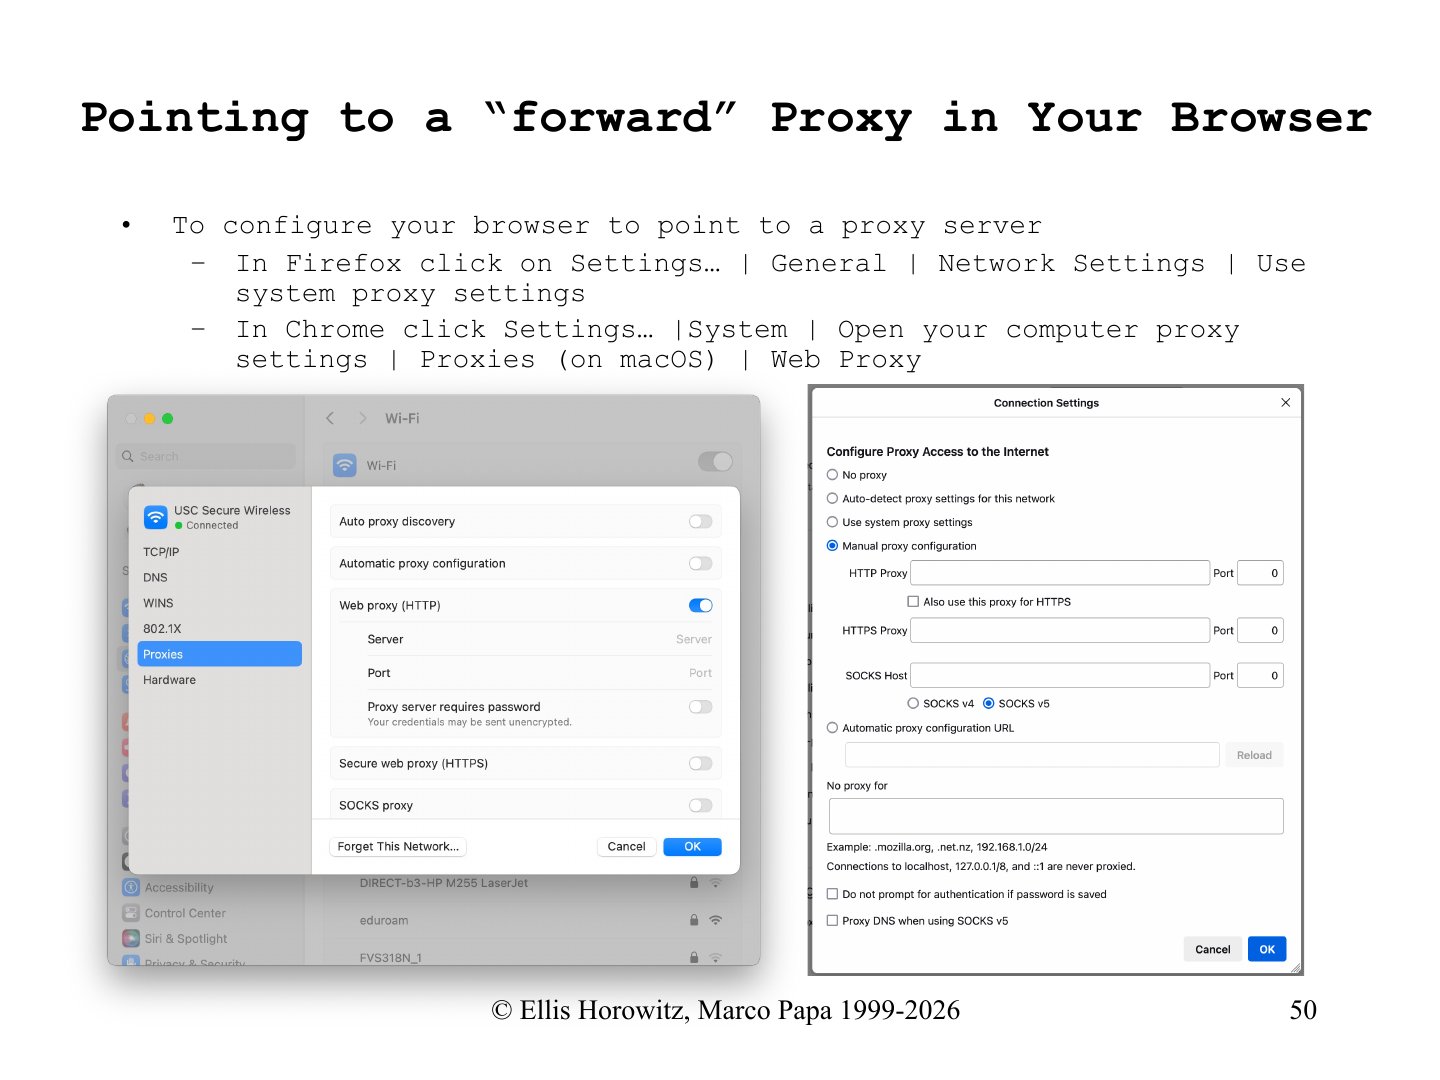 Pointing to a “forward” Proxy in Your Browser
• To configure your browser to point to a proxy server
– In Firefox click on Settings… | General | Network Settings | Use
system proxy settings
– In Chrome click Settings… |System | Open your computer proxy
settings | Proxies (on macOS) | Web Proxy
Wi-Fi
Search
Wi-Fi
USC Secure Wireless
Connected
TCP/IP
DNS
WINS
802.1X
Proxies
Hardware
Auto proxy discovery
Automatic proxy configuration
Web proxy (HTTP)
Server Server
Port Port
Proxy server requires password
Your credentials may be sent unencrypted.
Secure web proxy (HTTPS)
SOCKS proxy
Forget This Network... Cancel OK
Accessibility
Control Center
Siri & Spotlight
Privacy & Security
DIRECT-b3-HP M255 LaserJet
eduroam
FVS318N_1
Connection Settings
Configure Proxy Access to the Internet
No proxy
Auto-detect proxy settings for this network
Use system proxy settings
Manual proxy configuration
HTTP Proxy Port 0
Also use this proxy for HTTPS
HTTPS Proxy Port 0
SOCKS Host Port 0
SOCKS v4 SOCKS v5
Automatic proxy configuration URL
Reload
No proxy for
Example: .mozilla.org, .net.nz, 192.168.1.0/24
Connections to localhost, 127.0.0.1/8, and ::1 are never proxied.
Do not prompt for authentication if password is saved
Proxy DNS when using SOCKS v5
Cancel OK
© Ellis Horowitz, Marco Papa 1999-2026 50